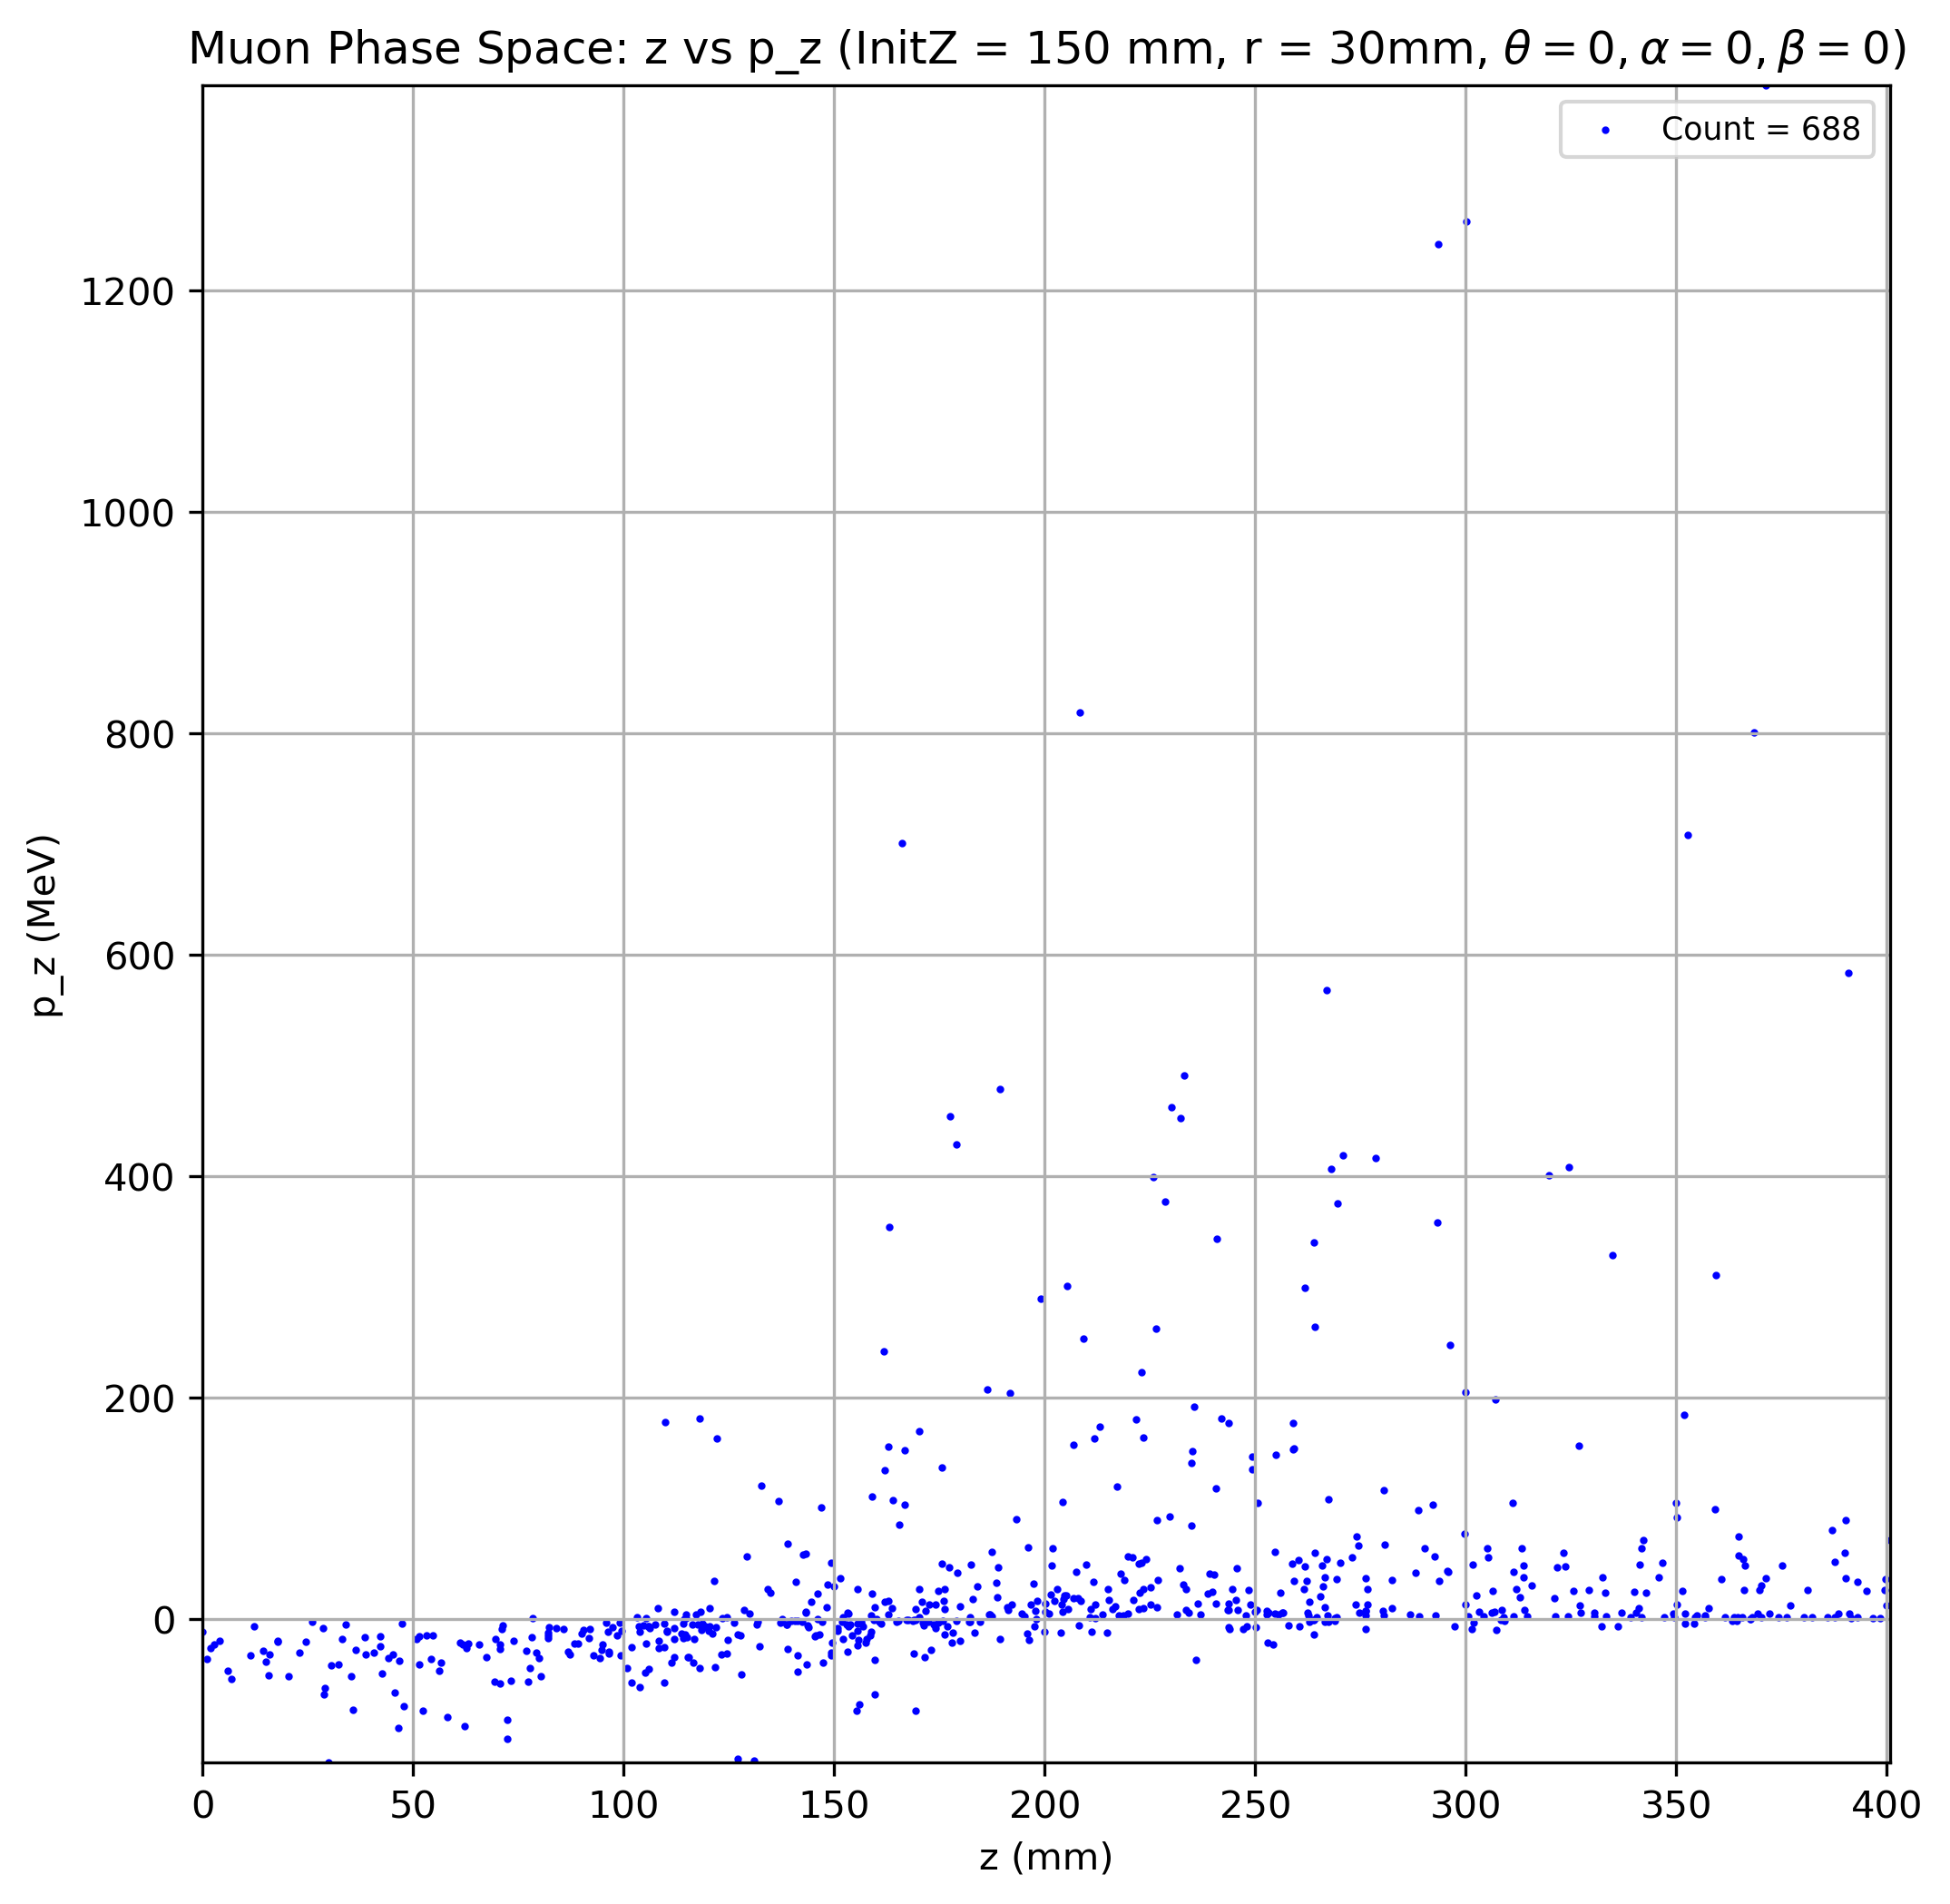 Muon Phase Space: z vs p_z (InitZ = 150 mm, r = 30mm, θ = 0, α = 0, β = 0)
Count = 688
1200
1000
800
600
400
200
0
p_z (MeV)
0 50 100 150 200 250 300 350 400
z (mm)